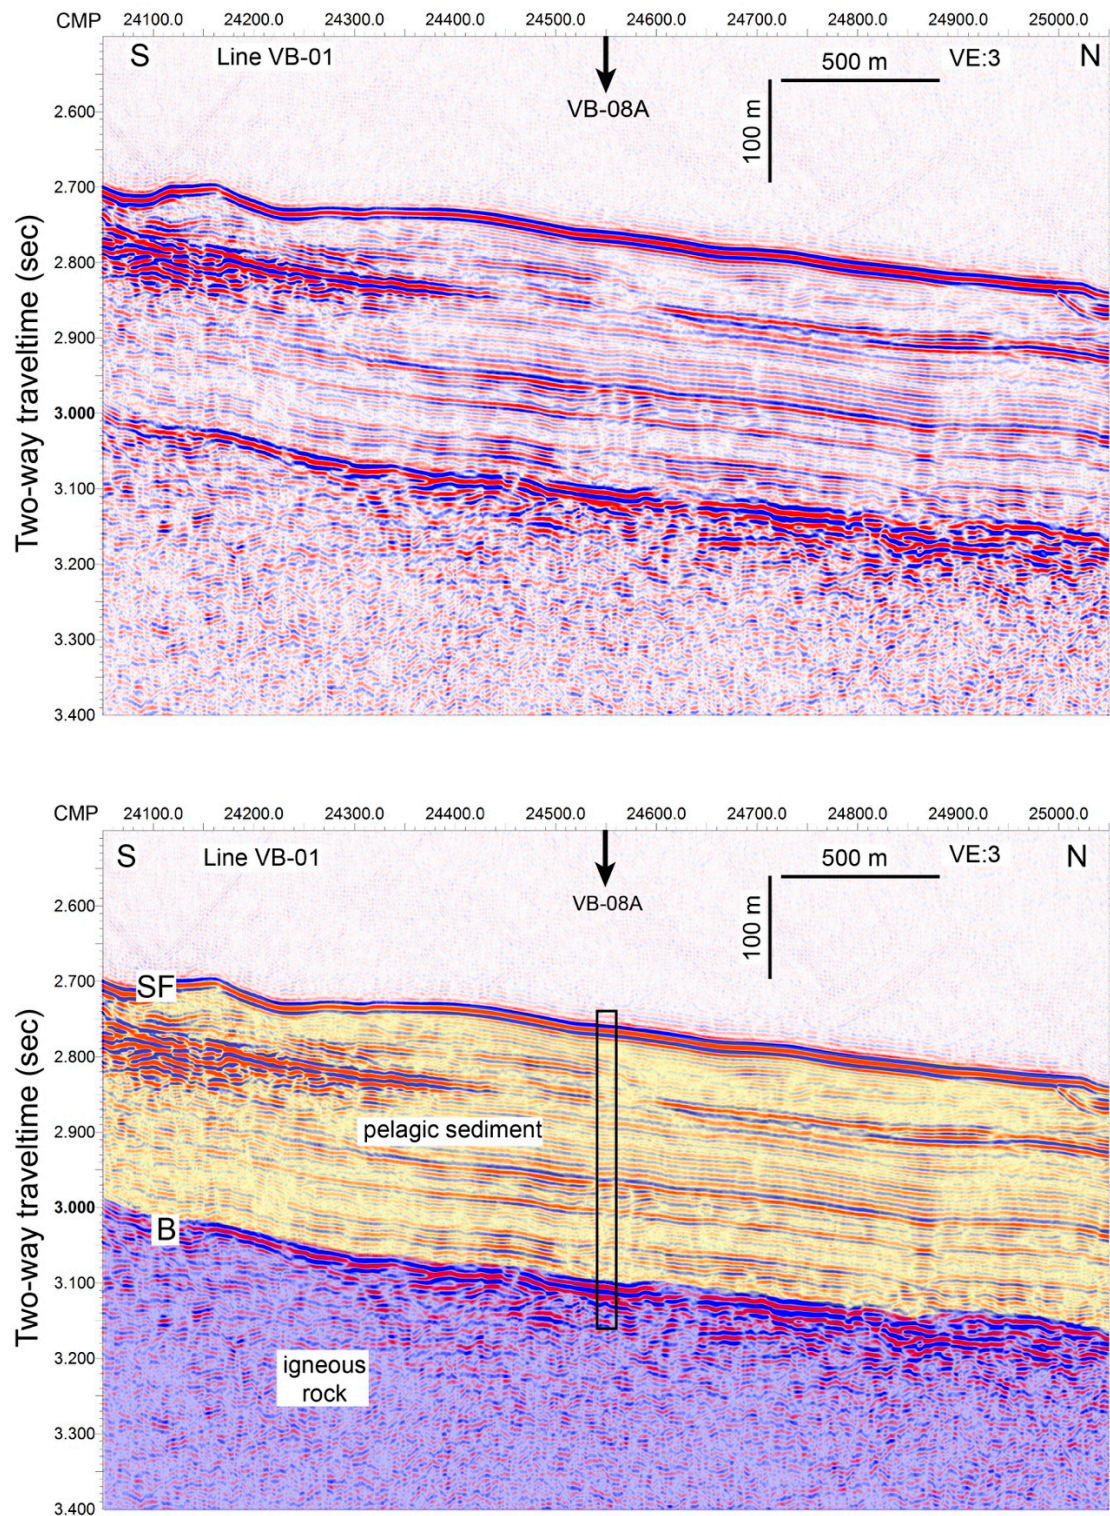 CMP 24100.0 24200.0 24300.0 24400.0 24500.0 24600.0 24700.0 24800.0 24900.0 25000.0
S Line VB-01 500 m VE:3 N
VB-08A
100 m
Two-way traveltime (sec)
2.600
2.700
2.800
2.900
3.000
3.100
3.200
3.300
3.400
CMP 24100.0 24200.0 24300.0 24400.0 24500.0 24600.0 24700.0 24800.0 24900.0 25000.0
S Line VB-01 500 m VE:3 N
VB-08A
100 m
Two-way traveltime (sec)
2.600
2.700
SF
2.800
2.900
pelagic sediment
3.000
B
3.100
3.200
igneous
rock
3.300
3.400